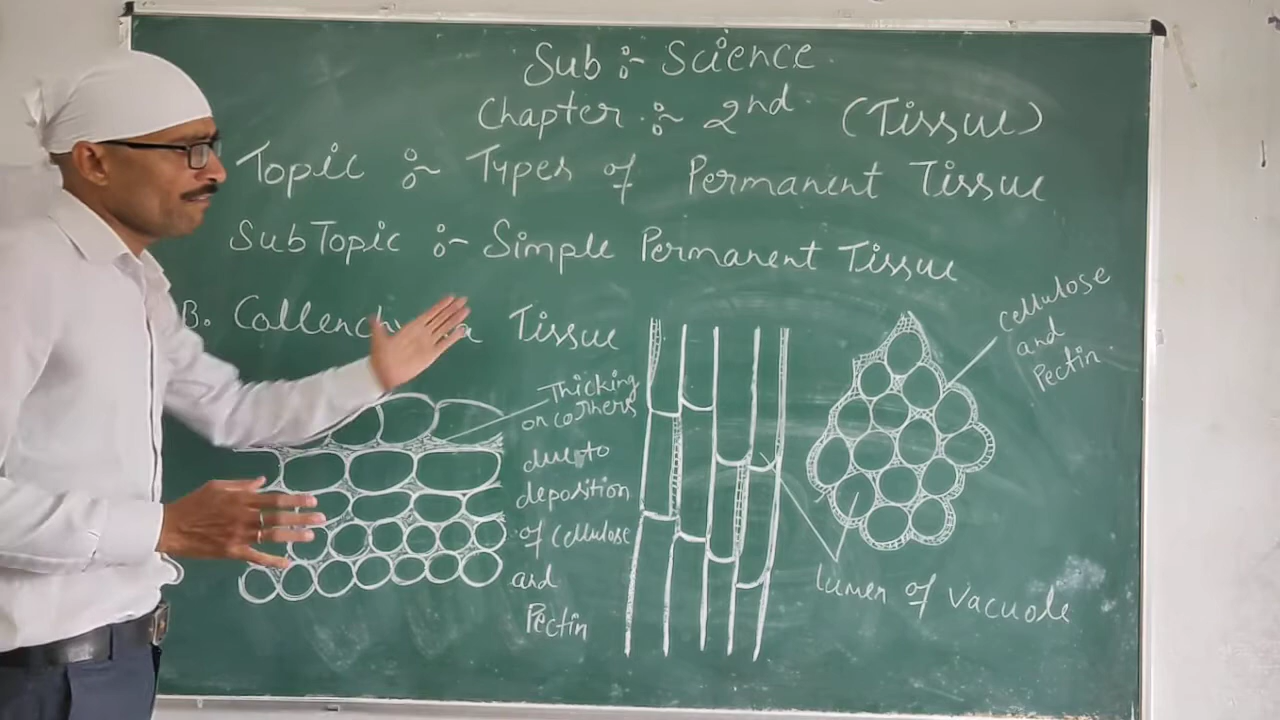 Sub :- Science
Chapter :- 2nd (Tissue)
Topic :- Types of Permanent Tissue
SubTopic :- Simple Permanent Tissue
B. Tissue
Thicking
on corners
due to
deposition
of cellulose
and
Pectin
cellulose
and
Pectin
lumen of vacuole